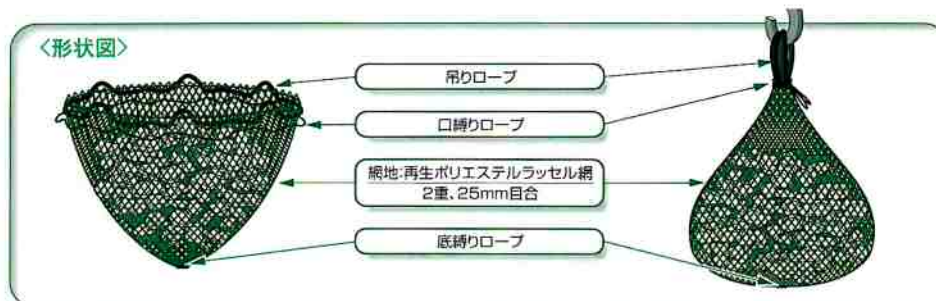 〈形状図〉
吊りロープ
口縛りロープ
網地:再生ポリエステルラッセル網
2重、25mm目合
底縛りロープ